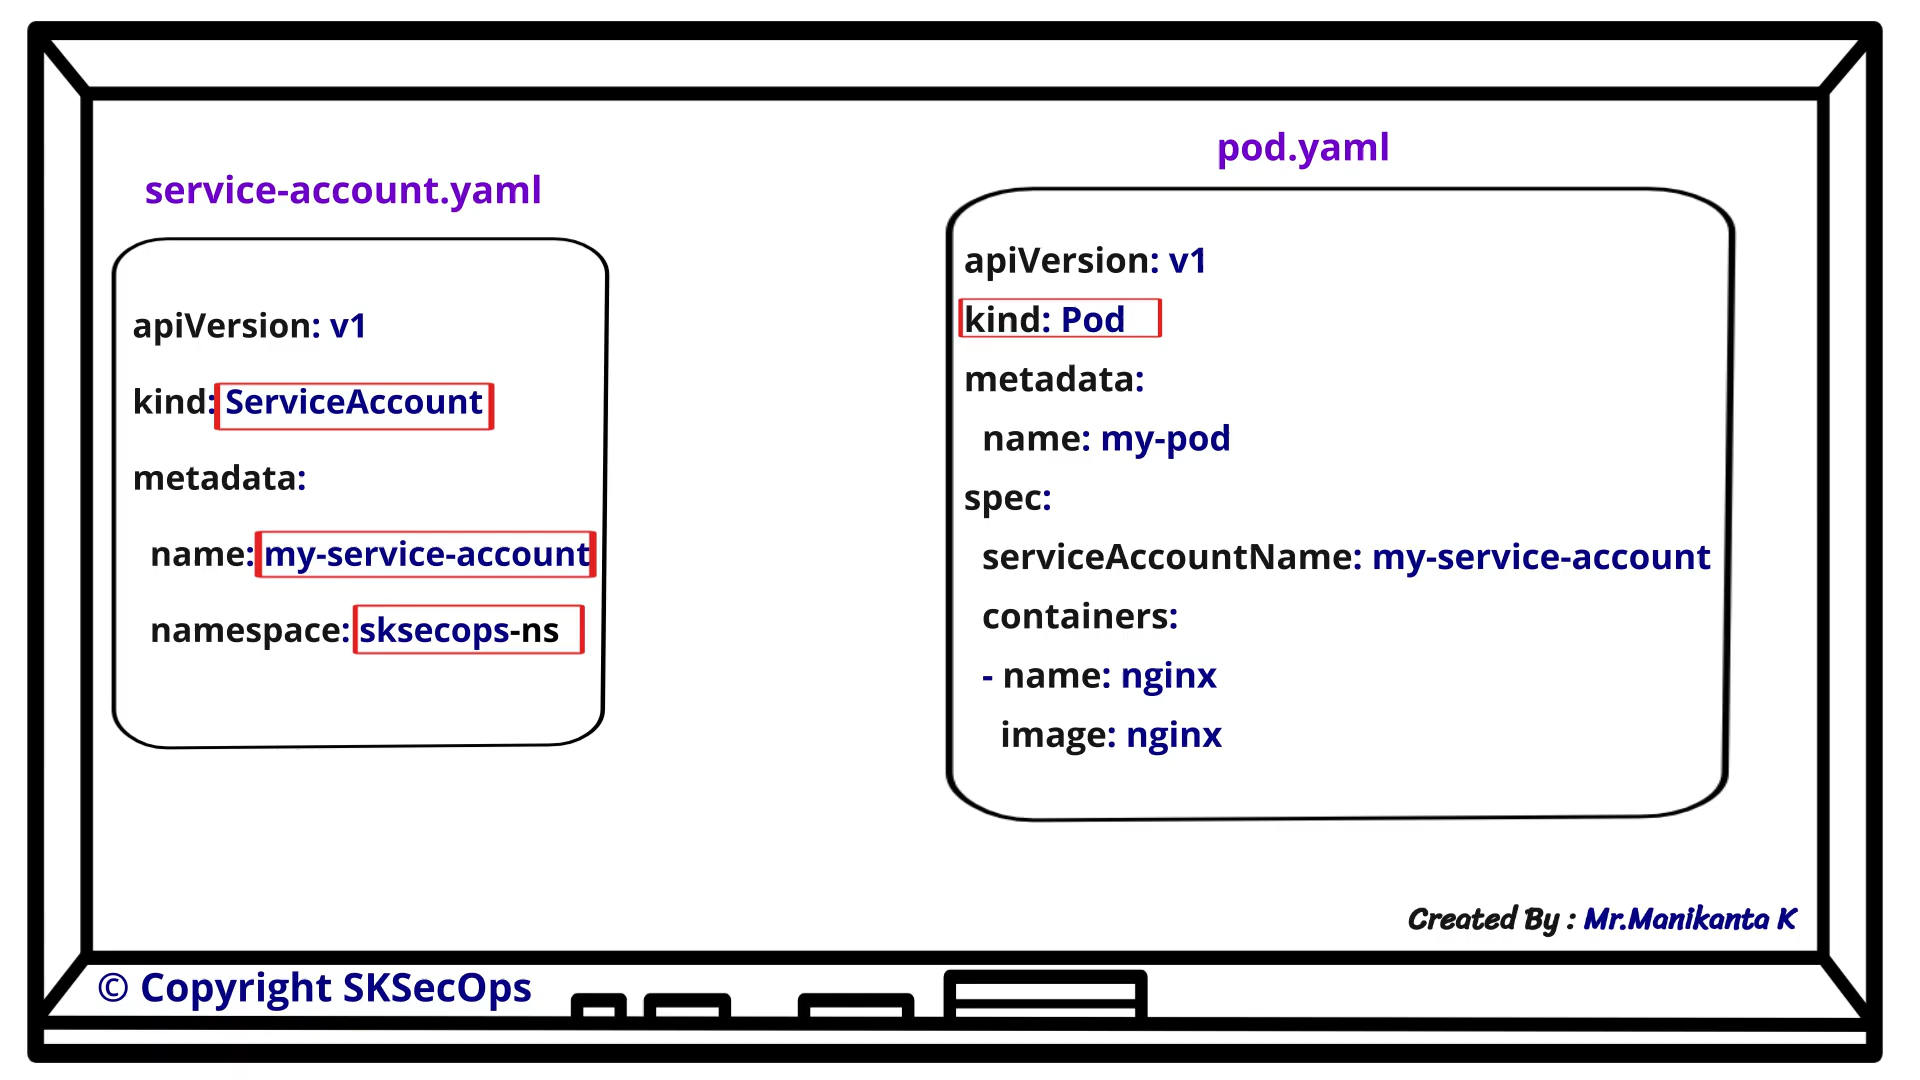 service-account.yaml
apiVersion: v1
kind: ServiceAccount
metadata:
  name: my-service-account
  namespace: sksecops-ns
pod.yaml
apiVersion: v1
kind: Pod
metadata:
  name: my-pod
spec:
  serviceAccountName: my-service-account
  containers:
  - name: nginx
    image: nginx
Created By : Mr.Manikanta K
© Copyright SKSecOps